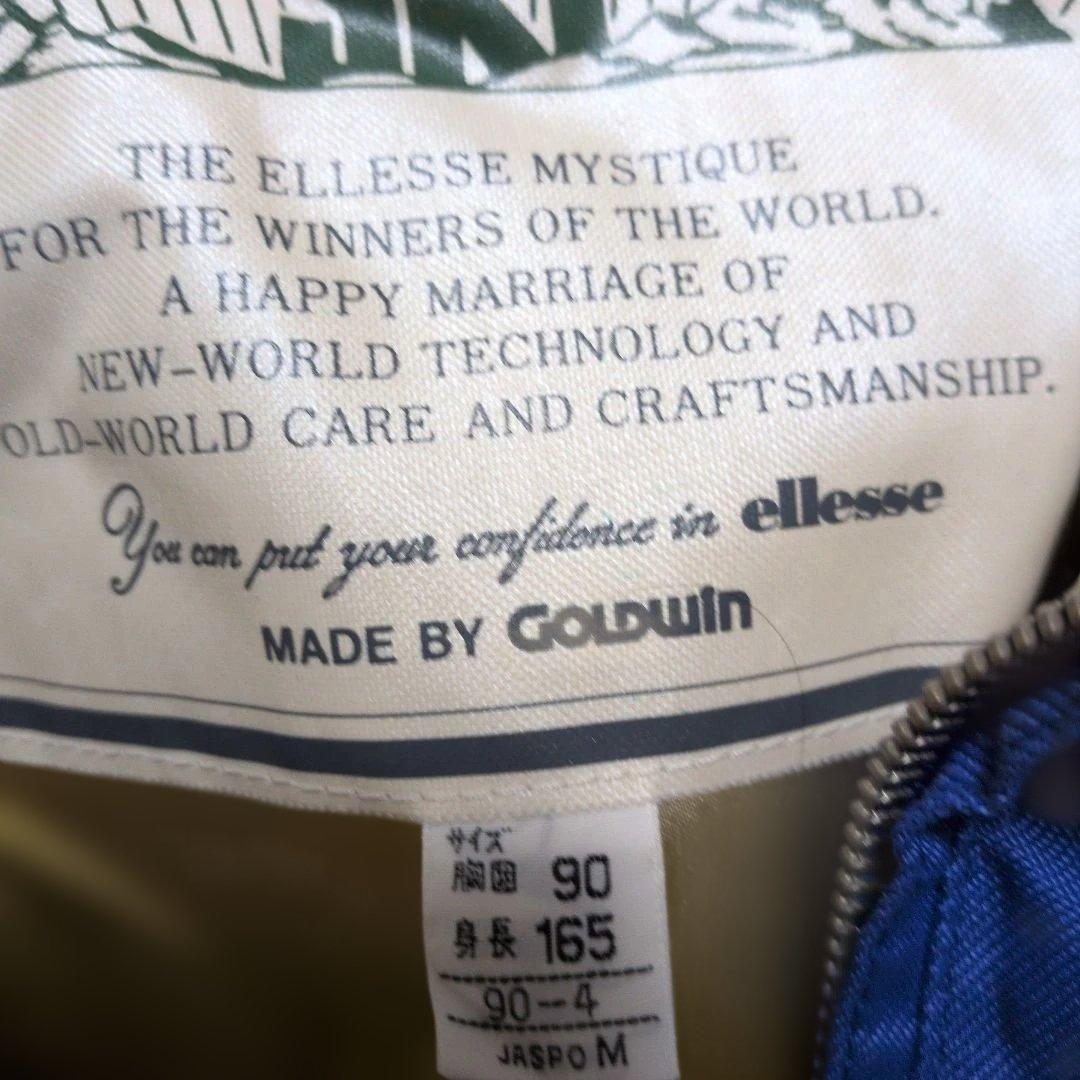 THE ELLESSE MYSTIQUE
FOR THE WINNERS OF THE WORLD.
A HAPPY MARRIAGE OF
NEW-WORLD TECHNOLOGY AND
OLD-WORLD CARE AND CRAFTSMANSHIP.
You can put your confidence in ellesse
MADE BY GOLDWIN
サイズ
胸囲 90
身長 165
90--4
JASPO M